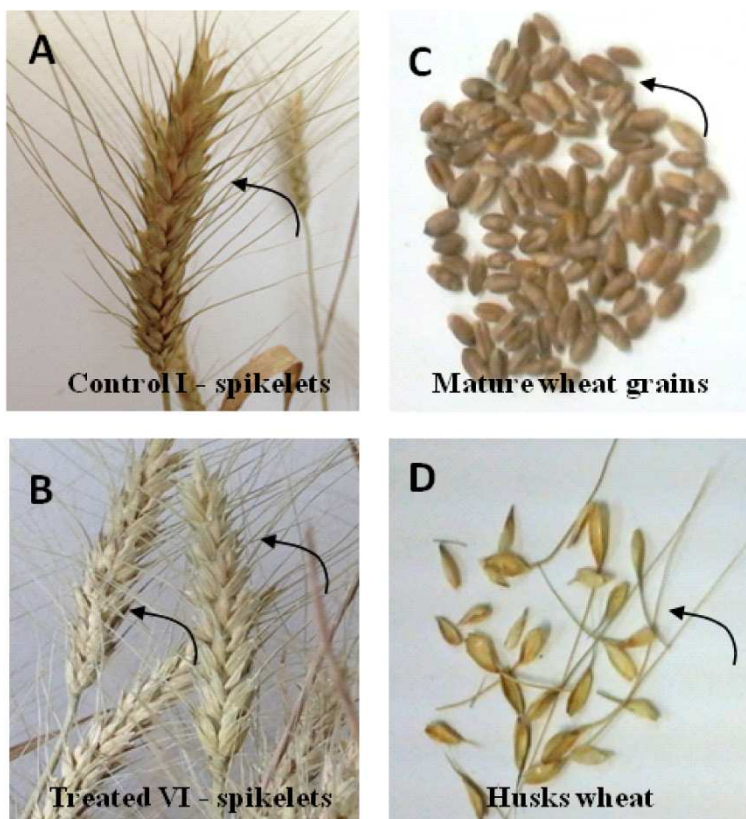 A
Control I - spikelets
C
Mature wheat grains
B
Treated VI - spikelets
D
Husks wheat